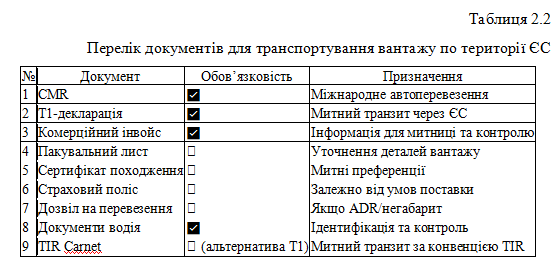 Таблиця 2.2
Перелік документів для транспортування вантажу по території ЄС
№ Документ Обов’язковість Призначення
1 CMR ✅ Міжнародне автоперевезення
2 Т1-декларація ✅ Митний транзит через ЄС
3 Комерційний інвойс ✅ Інформація для митниці та контролю
4 Пакувальний лист ▯ Уточнення деталей вантажу
5 Сертифікат походження ▯ Митні преференції
6 Страховий поліс ▯ Залежно від умов поставки
7 Дозвіл на перевезення ▯ Якщо ADR/негабарит
8 Документи водія ✅ Ідентифікація та контроль
9 TIR Carnet ▯ (альтернатива Т1) Митний транзит за конвенцією TIR